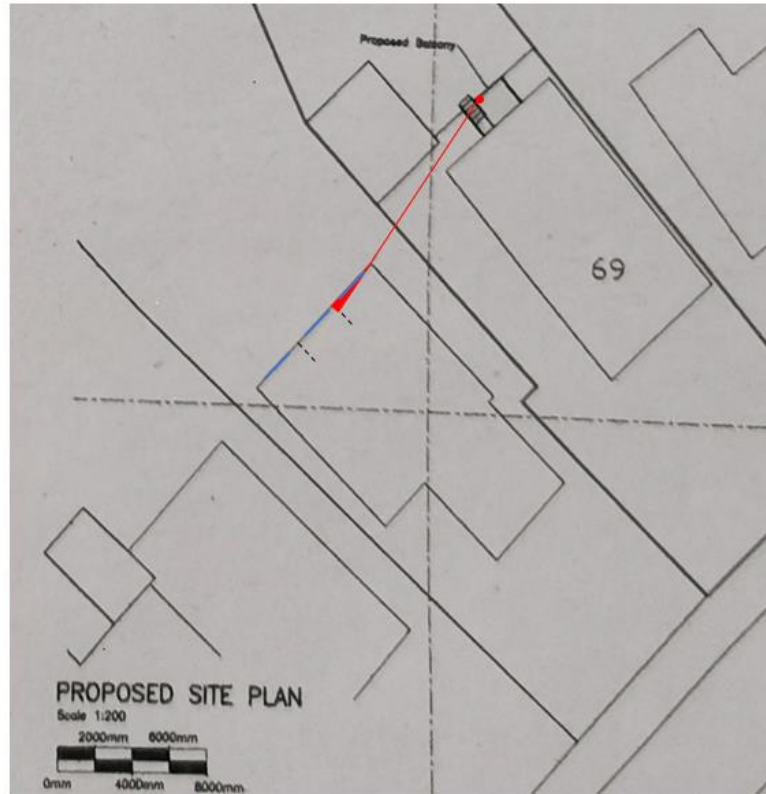 Proposed Balcony
69
PROPOSED SITE PLAN
Scale 1:200
2000mm 6000mm
0mm 4000mm 8000mm